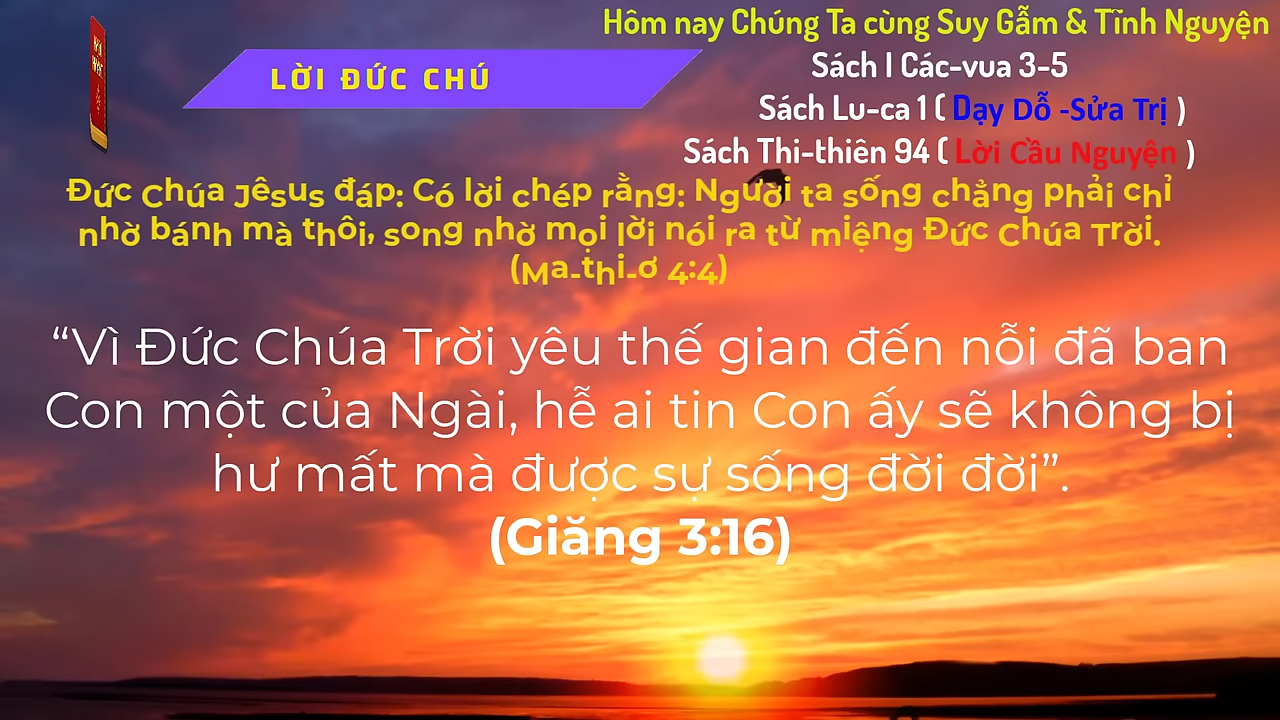 Hôm nay Chúng Ta cùng Suy Gẫm & Tĩnh Nguyện
Sách I Các-vua 3-5
Sách Lu-ca 1 ( Dạy Dỗ -Sửa Trị )
Sách Thi-thiên 94 ( Lời Cầu Nguyện )
LỜI ĐỨC CHÚ
Đức Chúa Jêsus đáp: Có lời chép rằng: Người ta sống chẳng phải chỉ
nhờ bánh mà thôi, song nhờ mọi lời nói ra từ miệng Đức Chúa Trời.
(Ma-thi-ơ 4:4)
“Vì Đức Chúa Trời yêu thế gian đến nỗi đã ban
Con một của Ngài, hễ ai tin Con ấy sẽ không bị
hư mất mà được sự sống đời đời”.
(Giăng 3:16)